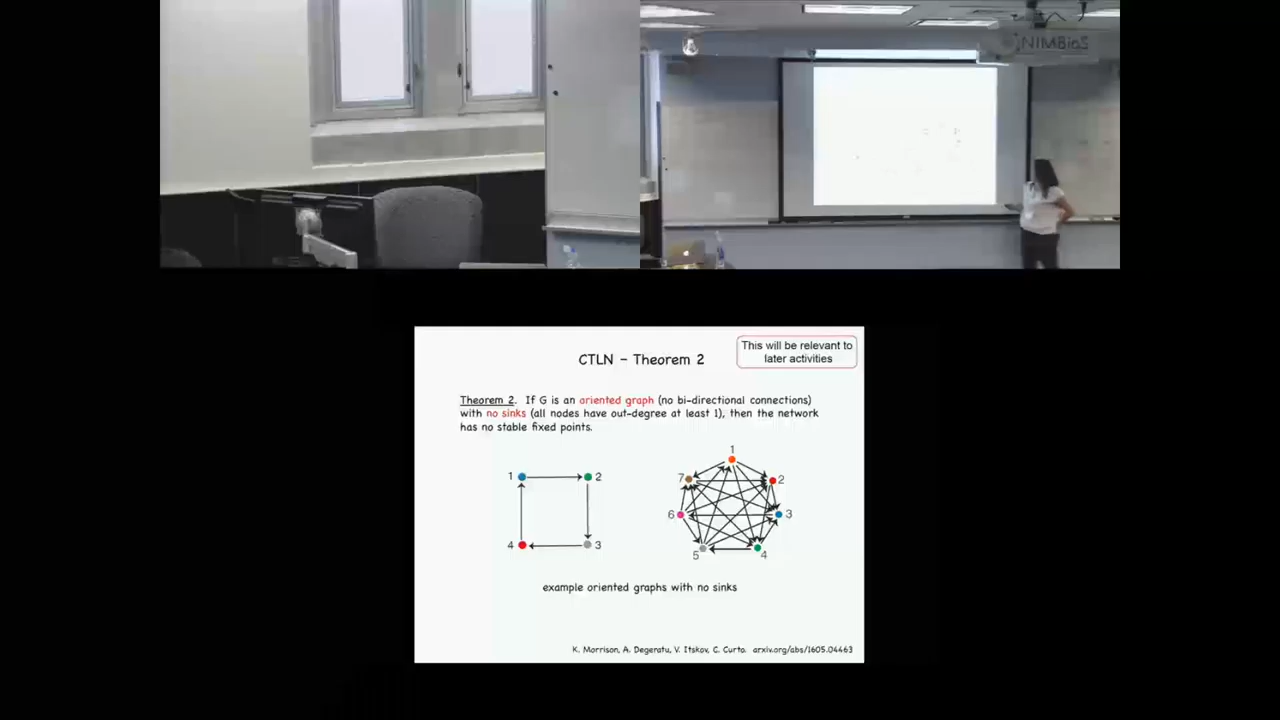 NIMBioS
CTLN – Theorem 2
This will be relevant to
later activities
Theorem 2. If G is an oriented graph (no bi-directional connections)
with no sinks (all nodes have out-degree at least 1), then the network
has no stable fixed points.
1
2
4
3
1
7
2
6
3
5
4
example oriented graphs with no sinks
K. Morrison, A. Degeratu, V. Itskov, C. Curto. arxiv.org/abs/1605.04463